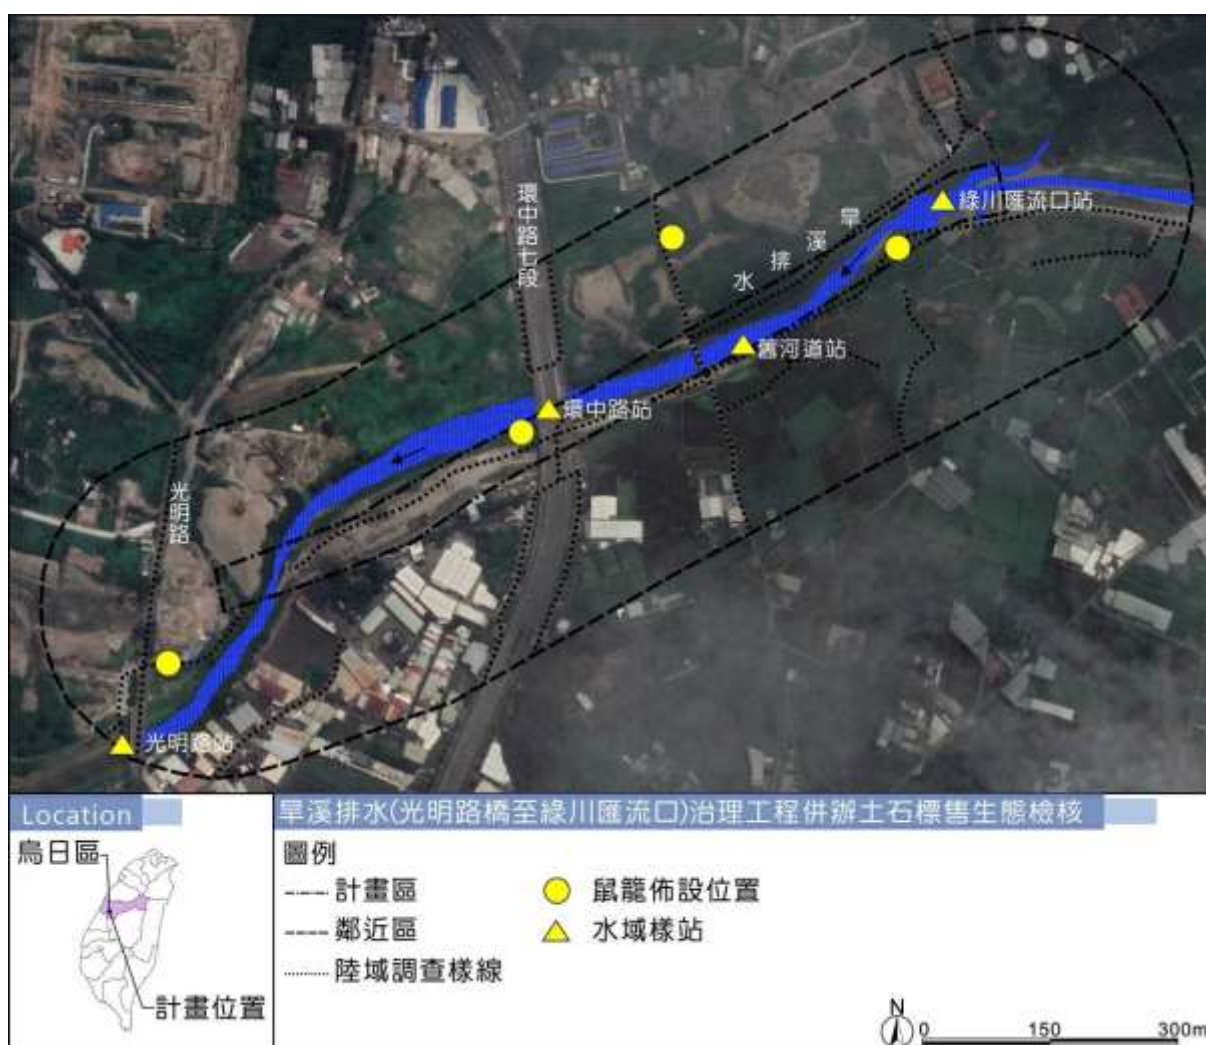 環中路七段
旱溪排水
綠川匯流口站
舊河道站
環中路站
光明路
光明路站
Location
烏日區
計畫位置
旱溪排水(光明路橋至綠川匯流口)治理工程併辦土石標售生態檢核
圖例
計畫區
鼠籠佈設位置
鄰近區
水域樣站
陸域調查樣線
N
0 150 300m